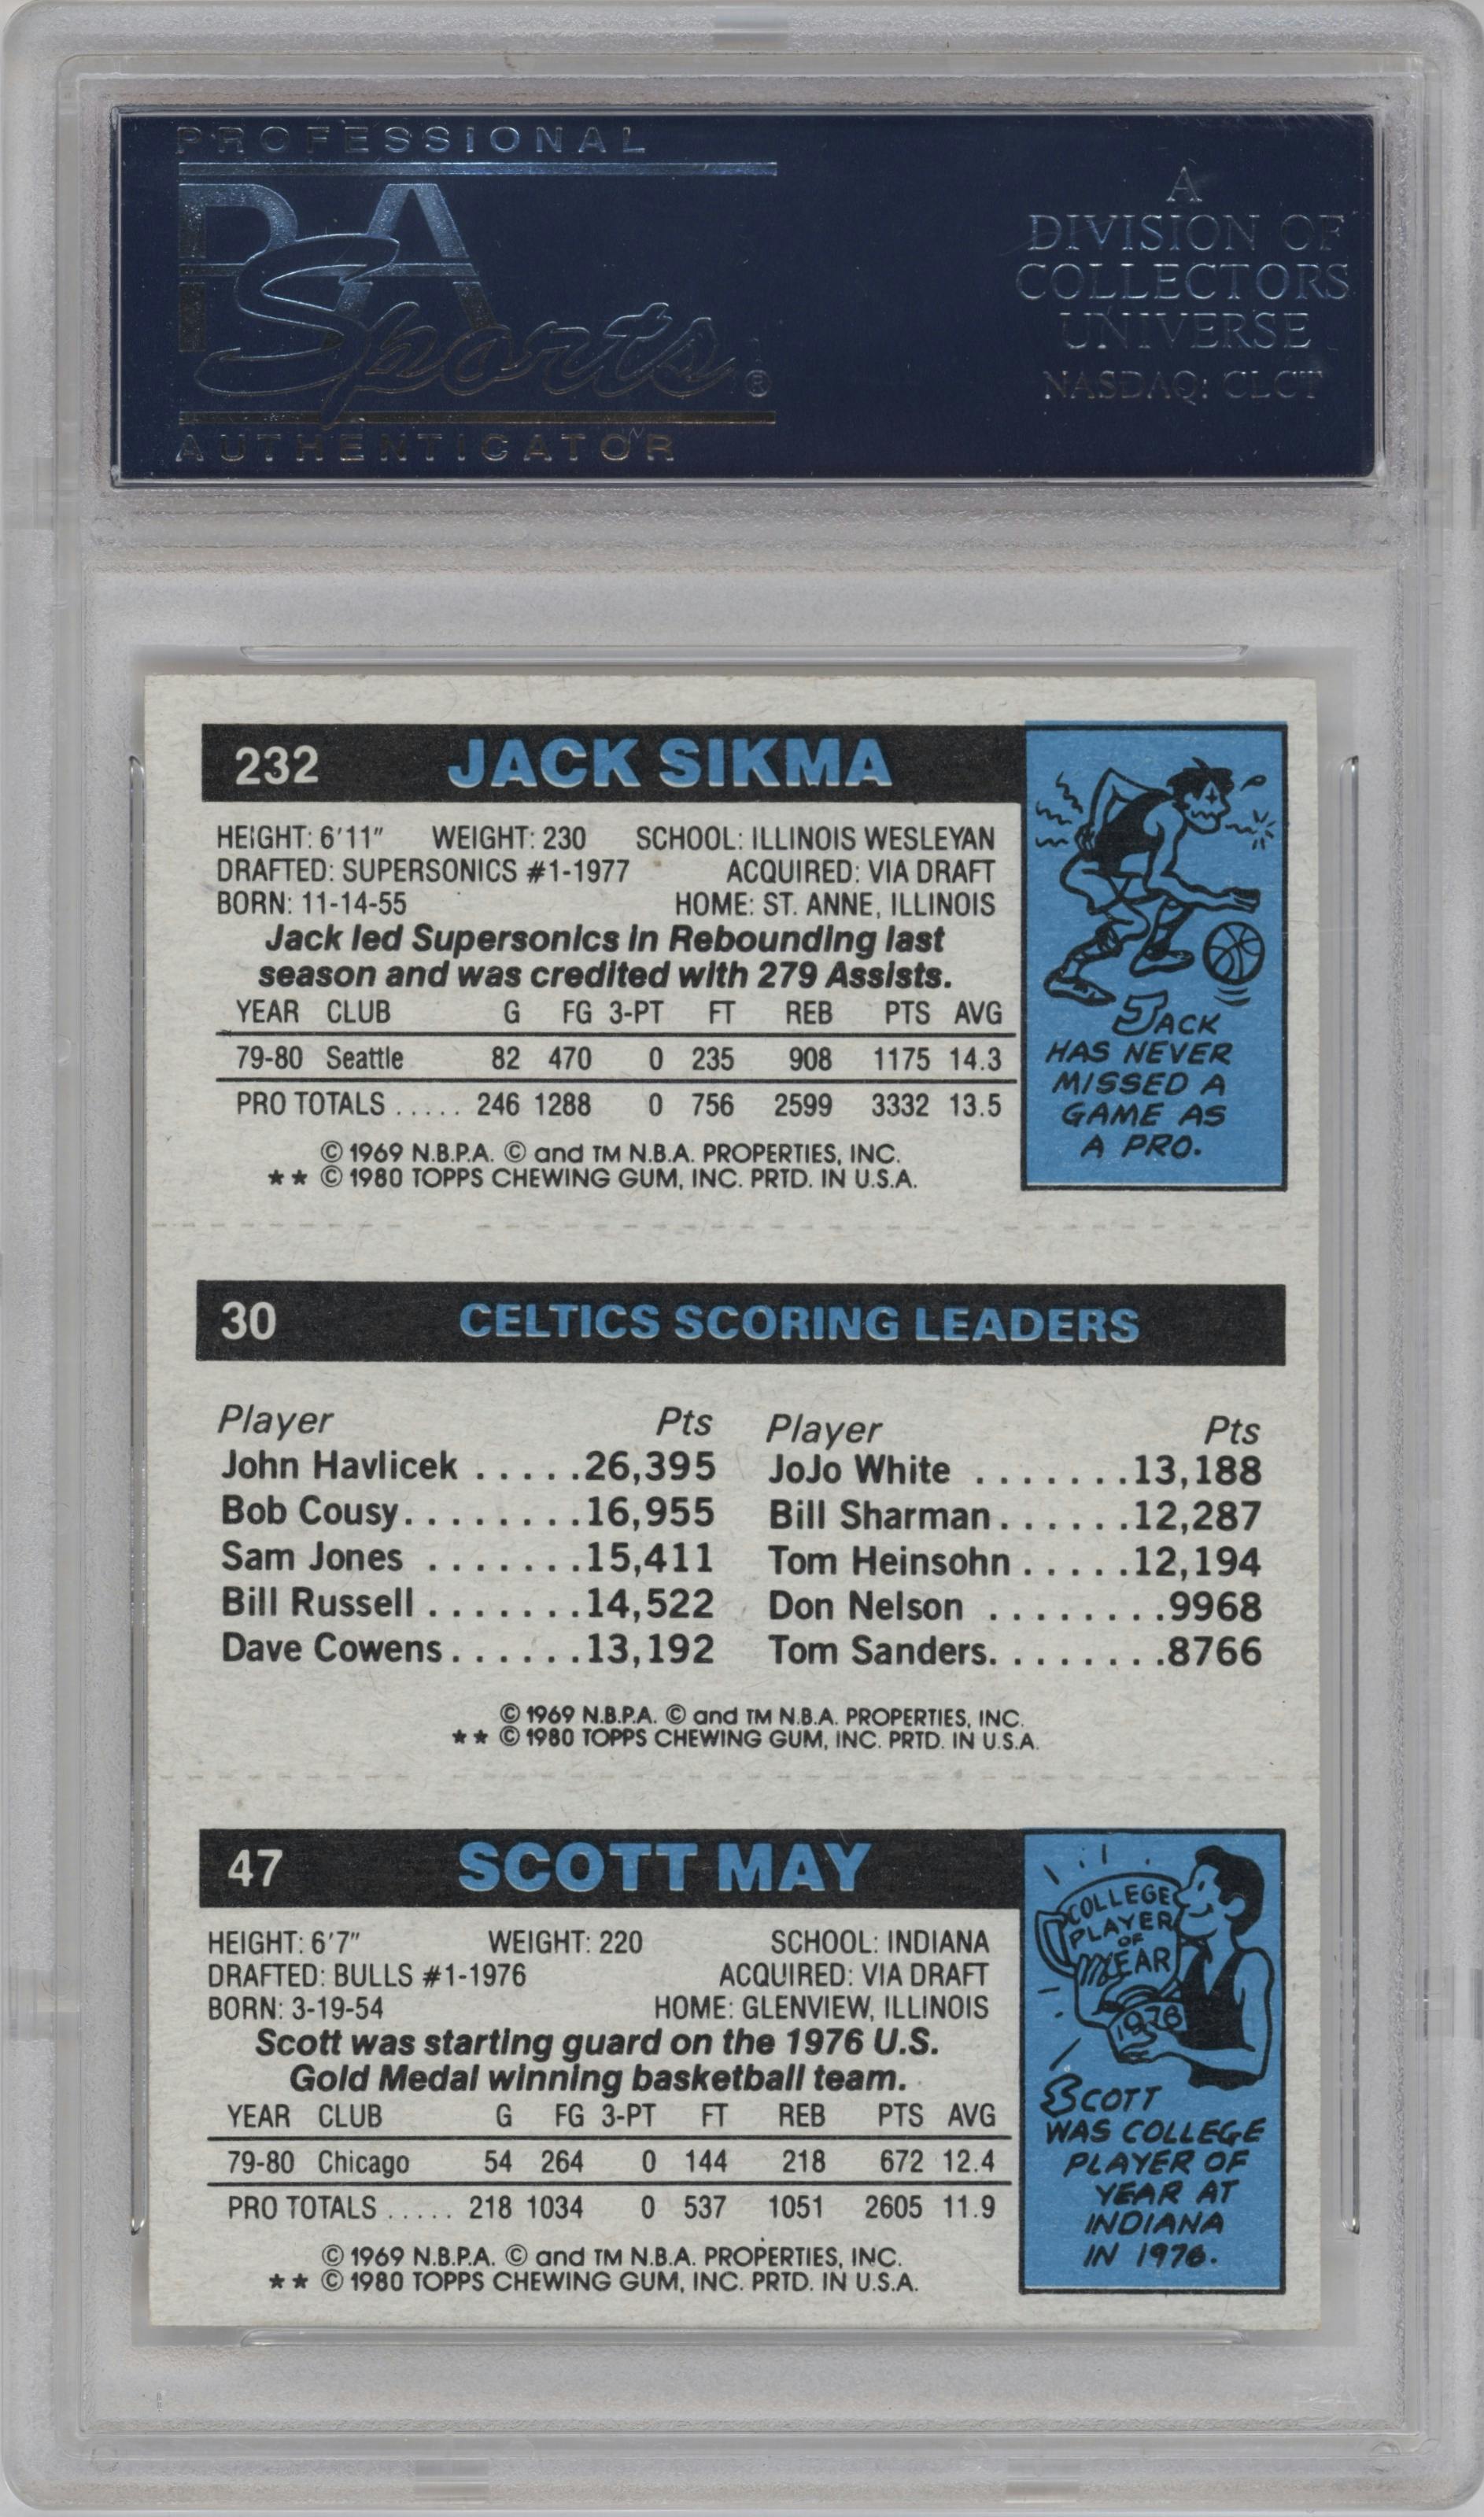 PROFESSIONAL
PSA
Sports®
AUTHENTICATOR
A
DIVISION OF
COLLECTORS
UNIVERSE
NASDAQ: CLCT
232 JACK SIKMA
HEIGHT: 6'11" WEIGHT: 230 SCHOOL: ILLINOIS WESLEYAN
DRAFTED: SUPERSONICS #1-1977 ACQUIRED: VIA DRAFT
BORN: 11-14-55 HOME: ST. ANNE, ILLINOIS
Jack led Supersonics in Rebounding last
season and was credited with 279 Assists.
YEAR CLUB G FG 3-PT FT REB PTS AVG
79-80 Seattle 82 470 0 235 908 1175 14.3
PRO TOTALS ..... 246 1288 0 756 2599 3332 13.5
© 1969 N.B.P.A. © and TM N.B.A. PROPERTIES, INC.
★★ © 1980 TOPPS CHEWING GUM, INC. PRTD. IN U.S.A.
JACK
HAS NEVER
MISSED A
GAME AS
A PRO.
30 CELTICS SCORING LEADERS
Player Pts Player Pts
John Havlicek .....26,395 JoJo White .......13,188
Bob Cousy........16,955 Bill Sharman......12,287
Sam Jones .......15,411 Tom Heinsohn.....12,194
Bill Russell.......14,522 Don Nelson ........9968
Dave Cowens......13,192 Tom Sanders........8766
© 1969 N.B.P.A. © and TM N.B.A. PROPERTIES, INC.
★★ © 1980 TOPPS CHEWING GUM, INC. PRTD. IN U.S.A.
47 SCOTT MAY
HEIGHT: 6'7" WEIGHT: 220 SCHOOL: INDIANA
DRAFTED: BULLS #1-1976 ACQUIRED: VIA DRAFT
BORN: 3-19-54 HOME: GLENVIEW, ILLINOIS
Scott was starting guard on the 1976 U.S.
Gold Medal winning basketball team.
YEAR CLUB G FG 3-PT FT REB PTS AVG
79-80 Chicago 54 264 0 144 218 672 12.4
PRO TOTALS ..... 218 1034 0 537 1051 2605 11.9
© 1969 N.B.P.A. © and TM N.B.A. PROPERTIES, INC.
★★ © 1980 TOPPS CHEWING GUM, INC. PRTD. IN U.S.A.
COLLEGE
PLAYER
OF
YEAR
1976
SCOTT
WAS COLLEGE
PLAYER OF
YEAR AT
INDIANA
IN 1976.